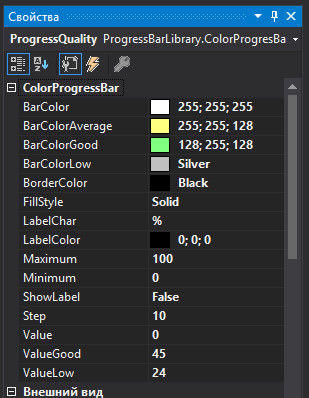 Свойства
ProgressQuality ProgressBarLibrary.ColorProgresBa
ColorProgressBar
BarColor 255; 255; 255
BarColorAverage 255; 255; 128
BarColorGood 128; 255; 128
BarColorLow Silver
BorderColor Black
FillStyle Solid
LabelChar %
LabelColor 0; 0; 0
Maximum 100
Minimum 0
ShowLabel False
Step 10
Value 0
ValueGood 45
ValueLow 24
Внешний вид